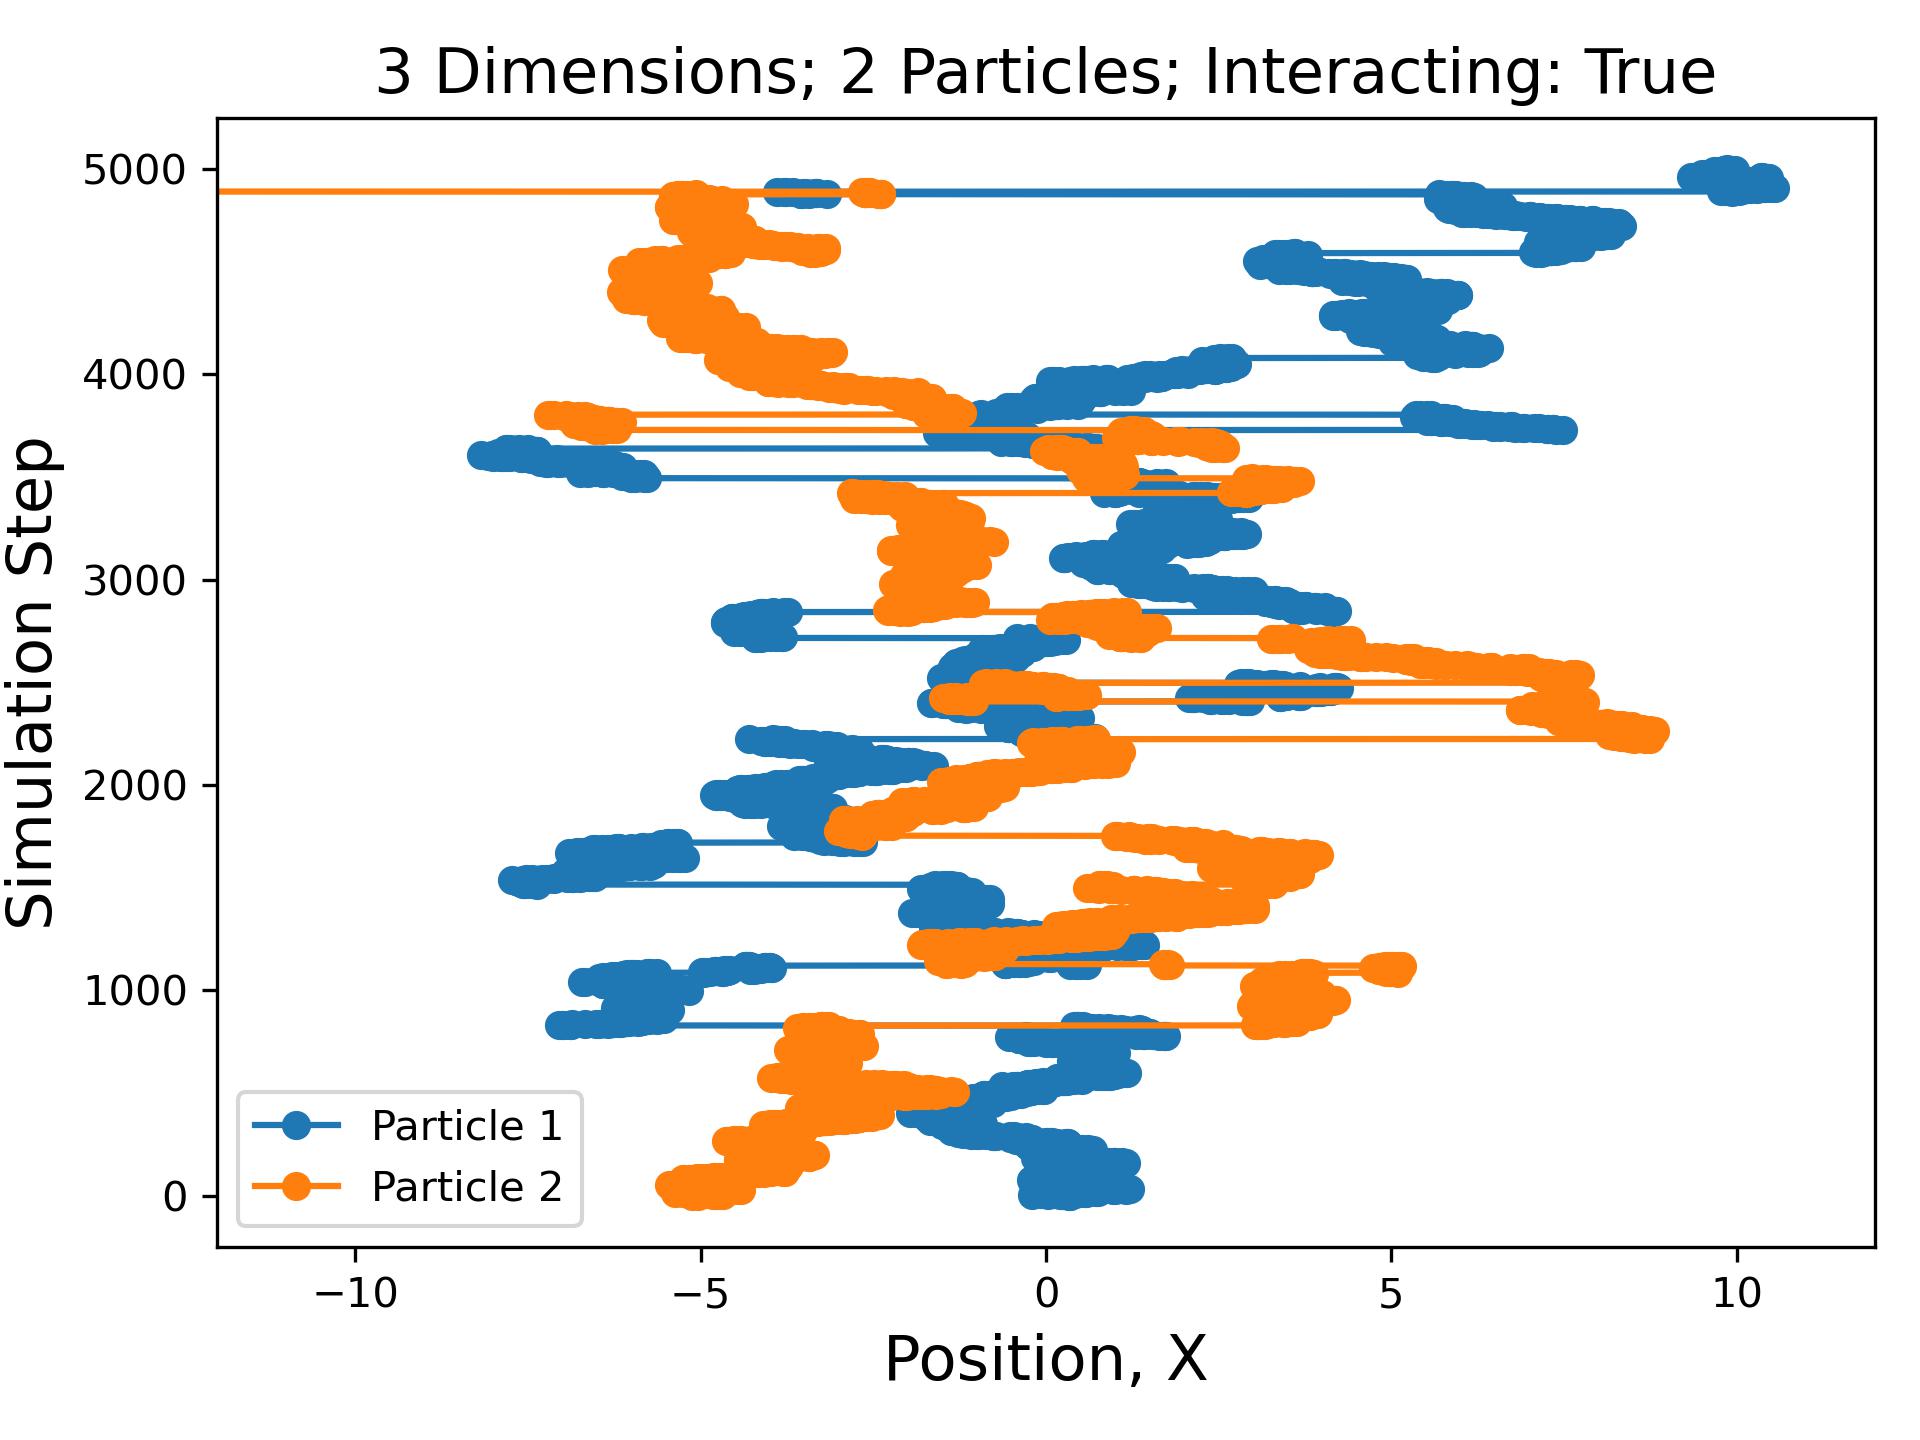 3 Dimensions; 2 Particles; Interacting: True
Simulation Step
5000
4000
3000
2000
1000
0
Particle 1
Particle 2
−10
−5
0
5
10
Position, X